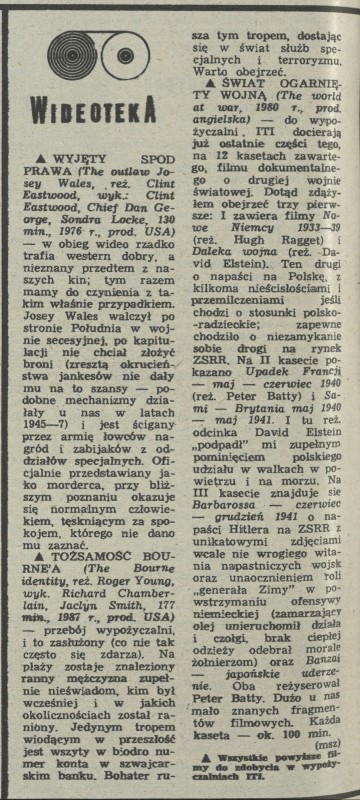 WIDEOTEKA
▲ WYJĘTY SPOD
PRAWA (The outlaw Jo-
sey Wales, reż. Clint
Eastwood, wyk.: Clint
Eastwood, Chief Dan Ge-
orge, Sondra Locke, 130
min., 1976 r., prod. USA)
— w obieg wideo rzadko
trafia western dobry, a
nieznany przedtem z na-
szych kin; tym razem
mamy do czynienia z ta-
kim właśnie przypadkiem.
Josey Wales walczył po
stronie Południa w woj-
nie secesyjnej, po kapitu-
lacji nie chciał złożyć
broni (zresztą okrucień-
stwa jankesów nie dały
mu na to szansy — po-
dobne mechanizmy dzia-
łały u nas w latach
1945—7) i jest ścigany
przez armię łowców na-
gród i zabijaków z od-
działów specjalnych. Ofi-
cjalnie przedstawiany ja-
ko morderca, przy bliż-
szym poznaniu okazuje
się normalnym człowie-
kiem, tęskniącym za spo-
kojem, którego nie dano
mu zaznać.
▲ TOŻSAMOŚĆ BOU-
RNE'A (The Bourne
identity, reż. Roger Young,
wyk. Richard Chamber-
lain, Jaclyn Smith, 177
min., 1987 r., prod. USA)
— przebój wypożyczalni,
i to zasłużony (co nie tak
często się zdarza). Na
plaży zostaje znaleziony
ranny mężczyzna zupeł-
nie nieświadom, kim był
wcześniej i w jakich
okolicznościach został ra-
niony. Jedynym tropem
wiodącym w przeszłość
jest wszyty w biodro nu-
mer konta w szwajcar-
skim banku. Bohater ru-
sza tym tropem, dostając
się w świat służb spe-
cjalnych i terroryzmu.
Warto obejrzeć.
▲ ŚWIAT OGARNIĘ-
TY WOJNĄ (The world
at war, 1980 r., prod.
angielska) — do wypo-
życzalni ITI docierają
już ostatnie części tego,
na 12 kasetach zawarte-
go, filmu dokumentalne-
go o drugiej wojnie
światowej. Dotąd zdąży-
łem obejrzeć trzy pierw-
sze: I zawiera filmy No-
we Niemcy 1933—39
(reż. Hugh Ragget) i
Daleka wojna (reż. Da-
vid Elstein). Ten drugi
o napaści na Polskę, z
kilkoma nieścisłościami i
przemilczeniami jeśli
chodzi o stosunki polsko-
-radzieckie; zapewne
chodziło o niezamykanie
sobie drogi na rynek
ZSRR. Na II kasecie po-
kazano Upadek Francji
— maj — czerwiec 1940
(reż. Peter Batty) i Sa-
mi — Brytania maj 1940
— maj 1941. I tu reż.
odcinka David Elstein
„podpadł” mi zupełnym
pominięciem polskiego
udziału w walkach w po-
wietrzu i na morzu. Na
III kasecie znajduje się
Barbarossa — czerwiec
— grudzień 1941 o na-
paści Hitlera na ZSRR z
unikatowymi zdjęciami
wcale nie wrogiego wita-
nia napastniczych wojsk
oraz unaocznieniem roli
„generała Zimy” w po-
wstrzymaniu ofensywy
niemieckiej (zamarzający
olej unieruchomił działa
i czołgi, brak ciepłej
odzieży odebrał morale
żołnierzom) oraz Banzai
— japońskie uderze-
nie. Oba reżyserował
Peter Batty. Dużo u nas
mało znanych fragmen-
tów filmowych. Każda
kaseta — ok. 100 min.
(msz)
▲ Wszystkie powyższe fil-
my do zdobycia w wypoży-
czalniach ITI.